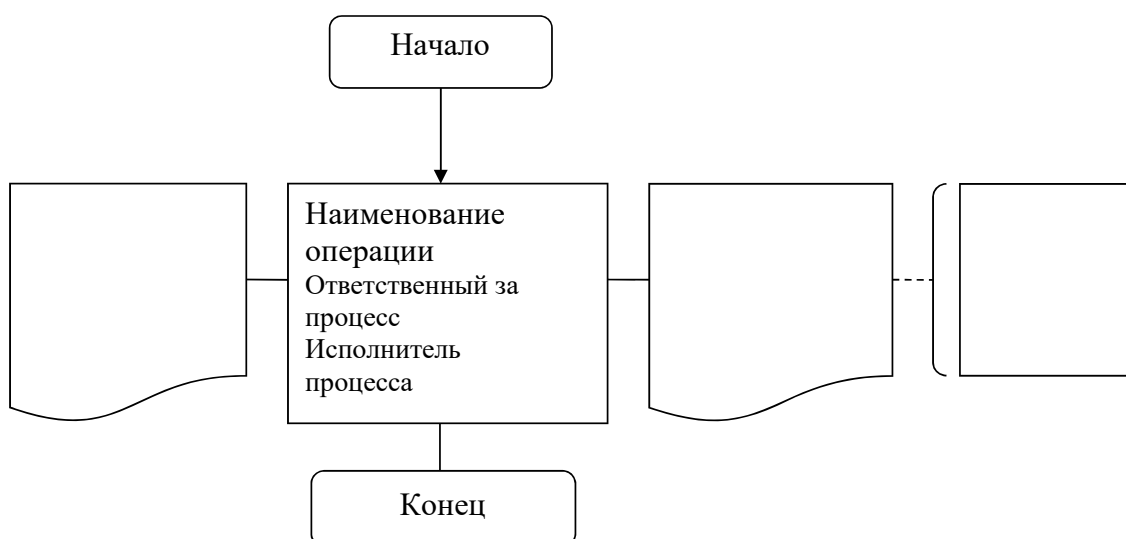 Начало
Наименование
операции
Ответственный за
процесс
Исполнитель
процесса
Конец